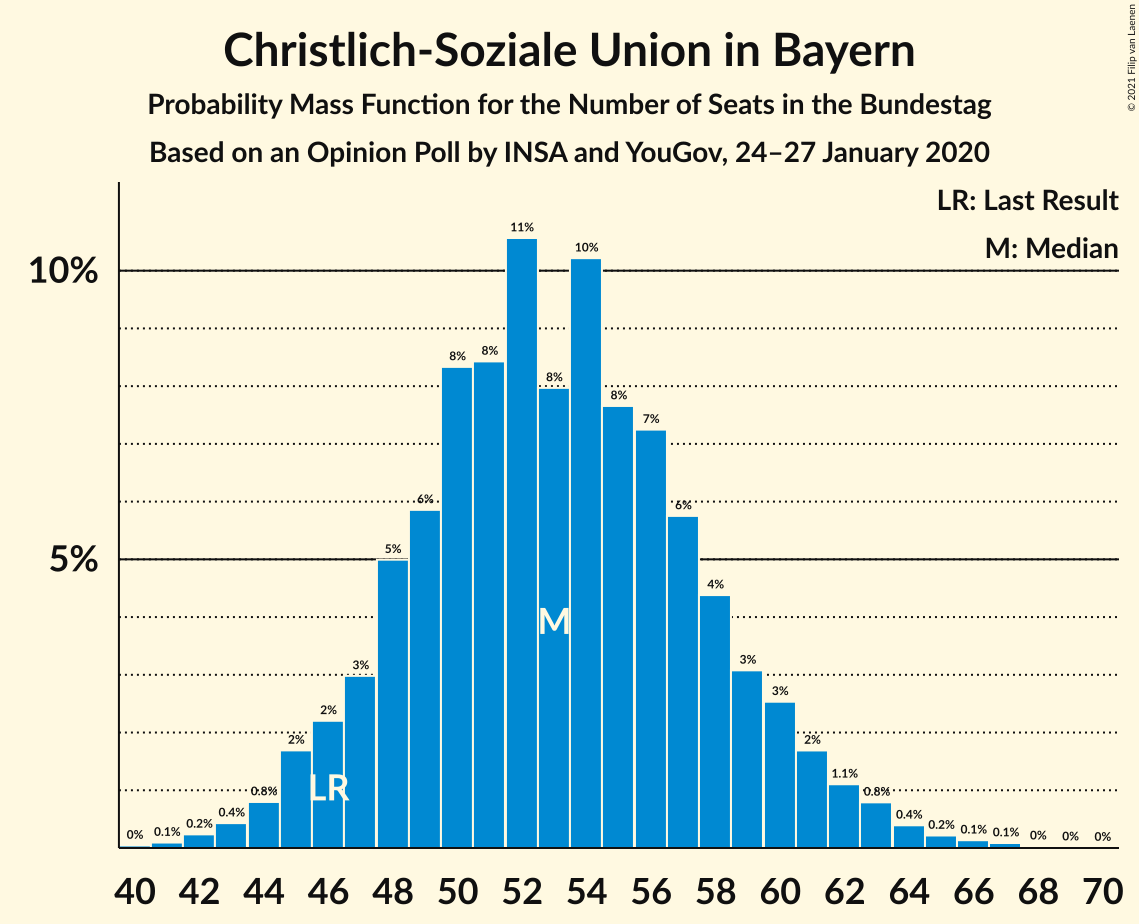 Christlich-Soziale Union in Bayern
Probability Mass Function for the Number of Seats in the Bundestag
Based on an Opinion Poll by INSA and YouGov, 24–27 January 2020
© 2021 Filip van Laenen
LR: Last Result
M: Median
10%
5%
0% 0.1% 0.2% 0.4% 0.8% 2% 2% 3% 5% 6% 8% 8% 11% 8% 10% 8% 7% 6% 4% 3% 3% 2% 1.1% 0.8% 0.4% 0.2% 0.1% 0.1% 0% 0% 0%
M
LR
40 42 44 46 48 50 52 54 56 58 60 62 64 66 68 70